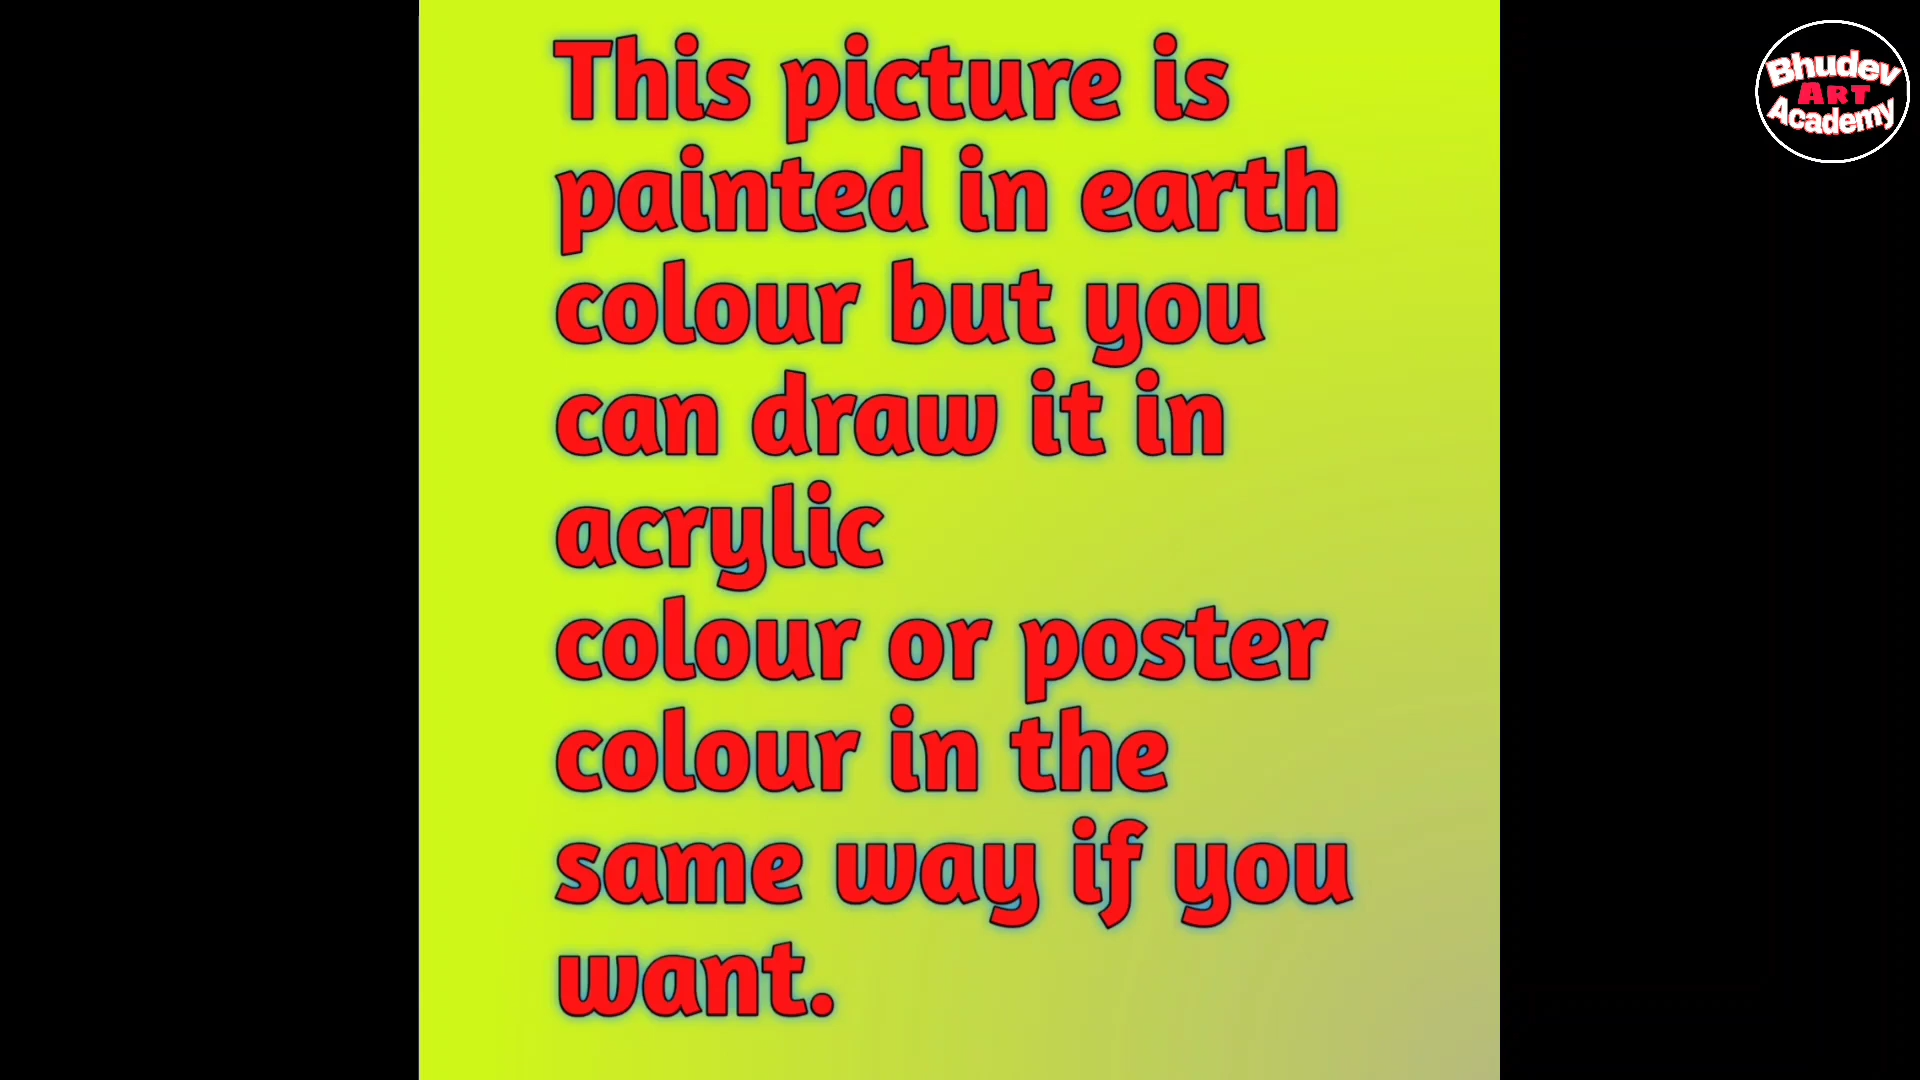 This picture is
painted in earth
colour but you
can draw it in
acrylic
colour or poster
colour in the
same way if you
want.
Bhudev
ART
Academy